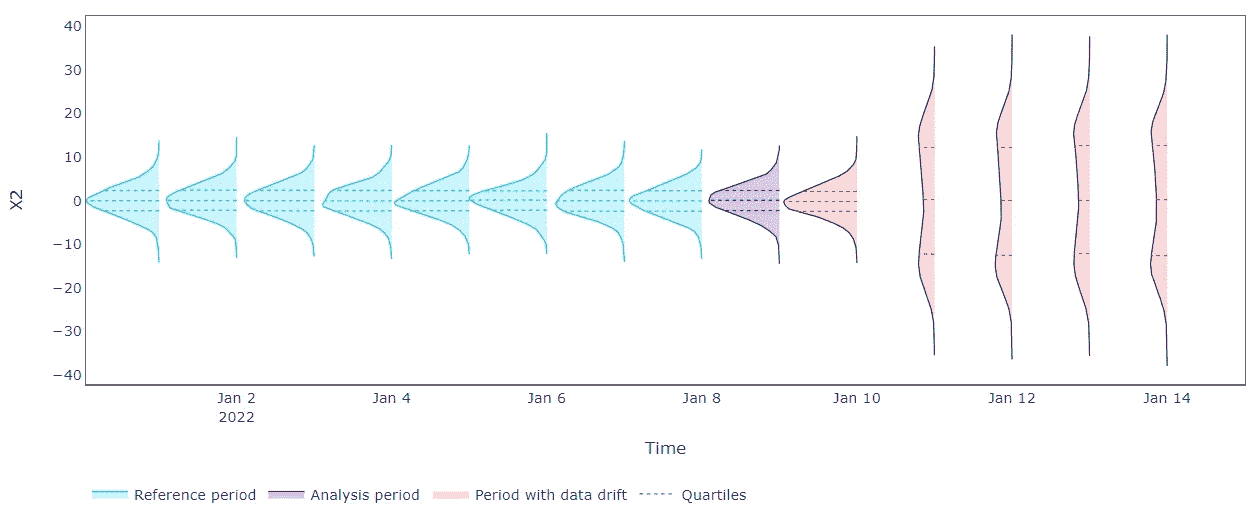 40
30
20
10
0
−10
−20
−30
−40
X2
Jan 2 Jan 4 Jan 6 Jan 8 Jan 10 Jan 12 Jan 14
2022
Time
Reference period Analysis period Period with data drift Quartiles